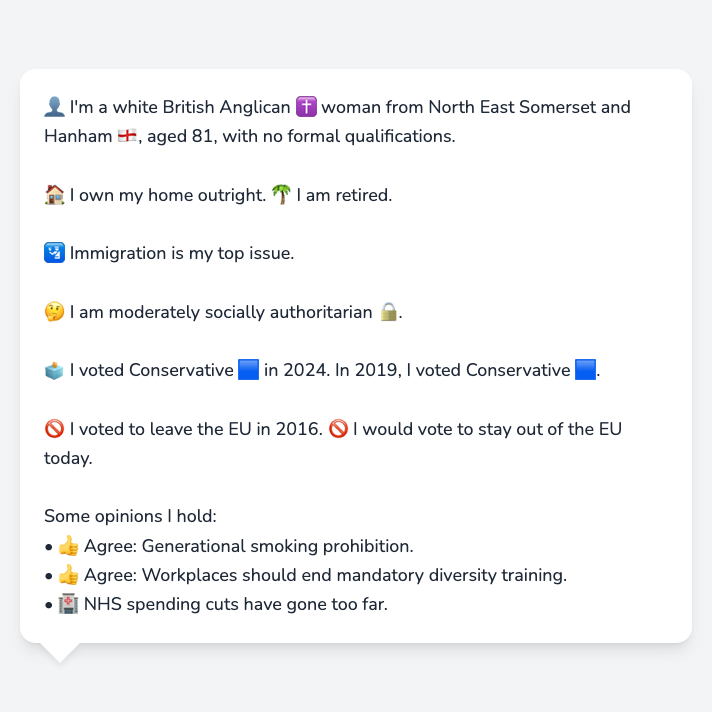 👤 I'm a white British Anglican ✝️ woman from North East Somerset and
Hanham 🏴󠁧󠁢󠁥󠁮󠁧󠁿, aged 81, with no formal qualifications.
🏠 I own my home outright. 🌴 I am retired.
🛂 Immigration is my top issue.
🤔 I am moderately socially authoritarian 🔒.
🗳️ I voted Conservative 🟦 in 2024. In 2019, I voted Conservative 🟦.
🚫 I voted to leave the EU in 2016. 🚫 I would vote to stay out of the EU
today.
Some opinions I hold:
• 👍 Agree: Generational smoking prohibition.
• 👍 Agree: Workplaces should end mandatory diversity training.
• 🏥 NHS spending cuts have gone too far.